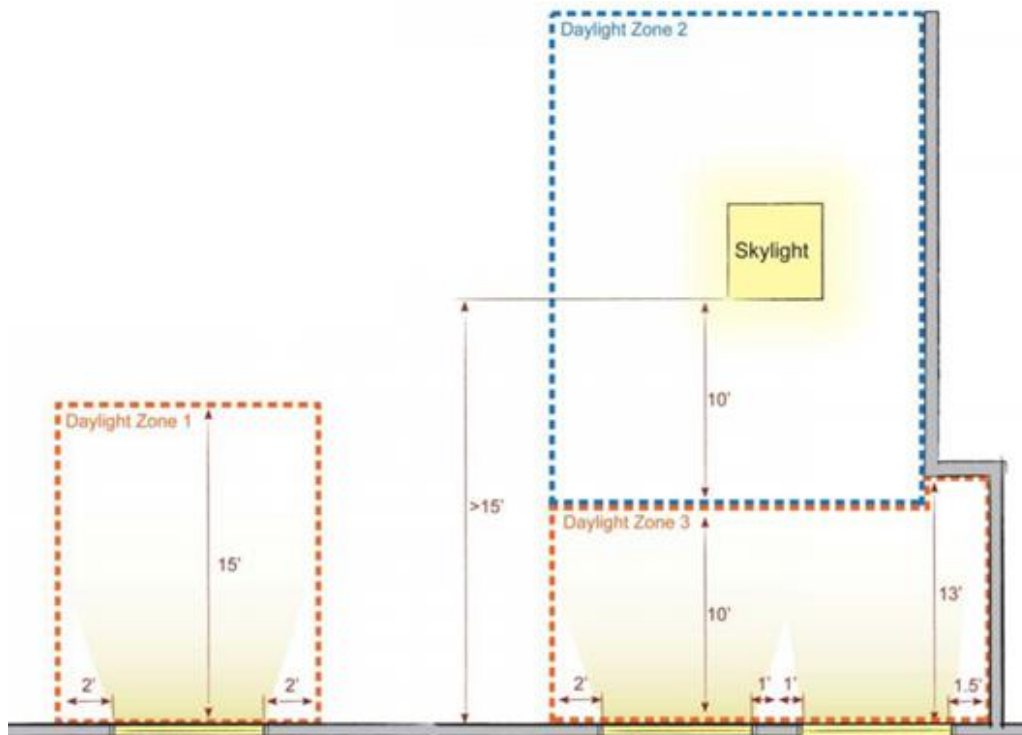 Daylight Zone 2
Skylight
10'
Daylight Zone 1
>15'
Daylight Zone 3
15'
13'
10'
2'
2'
2'
1'
1'
1.5'